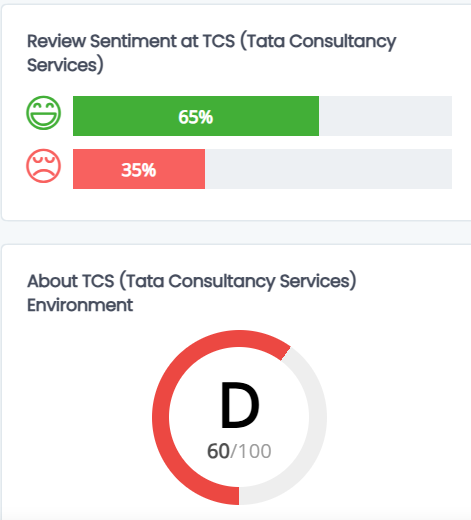 Review Sentiment at TCS (Tata Consultancy
Services)
65%
35%
About TCS (Tata Consultancy Services)
Environment
D
60/100